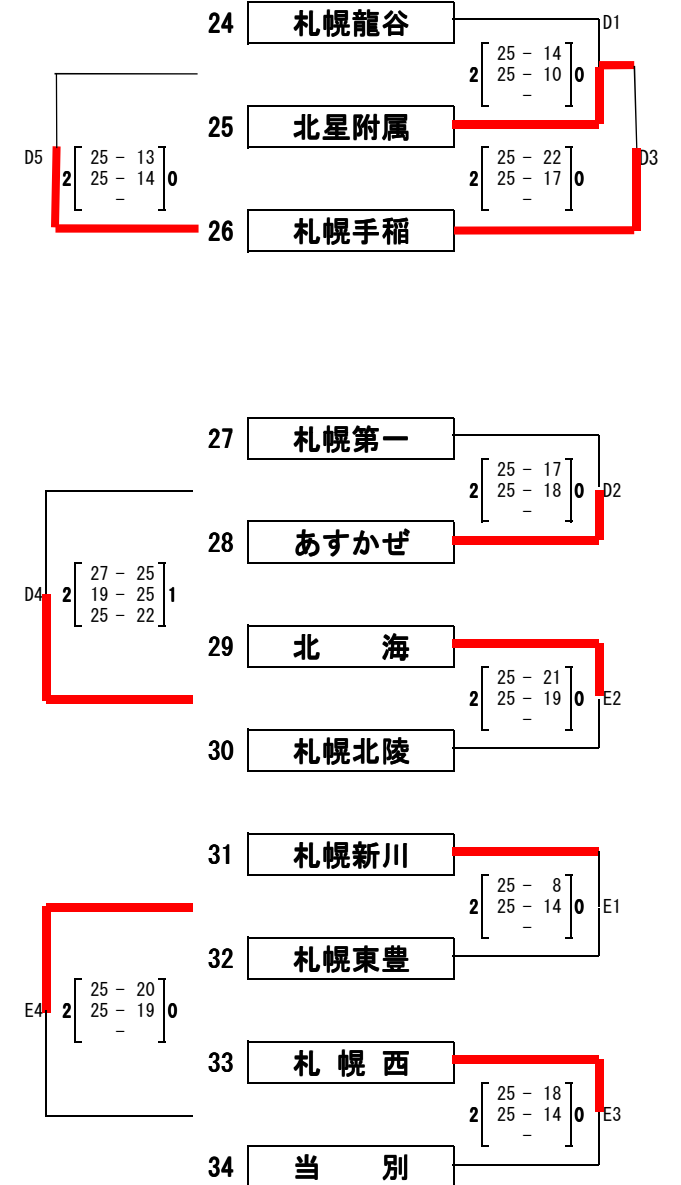 24 札幌龍谷 D1
25 - 14
2 25 - 10 0
-
25 北星附属
D5 25 - 13
2 25 - 14 0
-
25 - 22 D3
2 25 - 17 0
-
26 札幌手稲
27 札幌第一
25 - 17
2 25 - 18 0 D2
-
28 あすかぜ
27 - 25
D4 2 19 - 25 1
25 - 22
29 北 海
25 - 21
2 25 - 19 0 E2
-
30 札幌北陵
31 札幌新川
25 - 8
2 25 - 14 0 E1
-
32 札幌東豊
25 - 20
E4 2 25 - 19 0
-
33 札 幌 西
25 - 18
2 25 - 14 0 E3
-
34 当 別